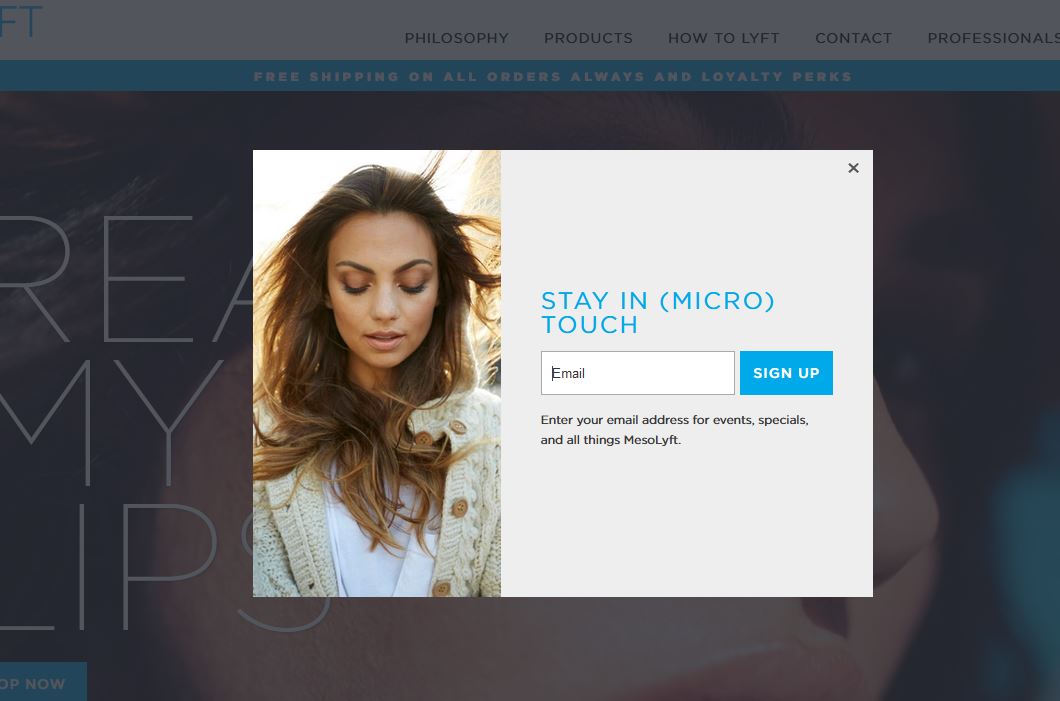 FT
PHILOSOPHY PRODUCTS HOW TO LYFT CONTACT PROFESSIONALS
FREE SHIPPING ON ALL ORDERS ALWAYS AND LOYALTY PERKS
REA
MY
LIPS
OP NOW
STAY IN (MICRO)
TOUCH
Email SIGN UP
Enter your email address for events, specials,
and all things MesoLyft.